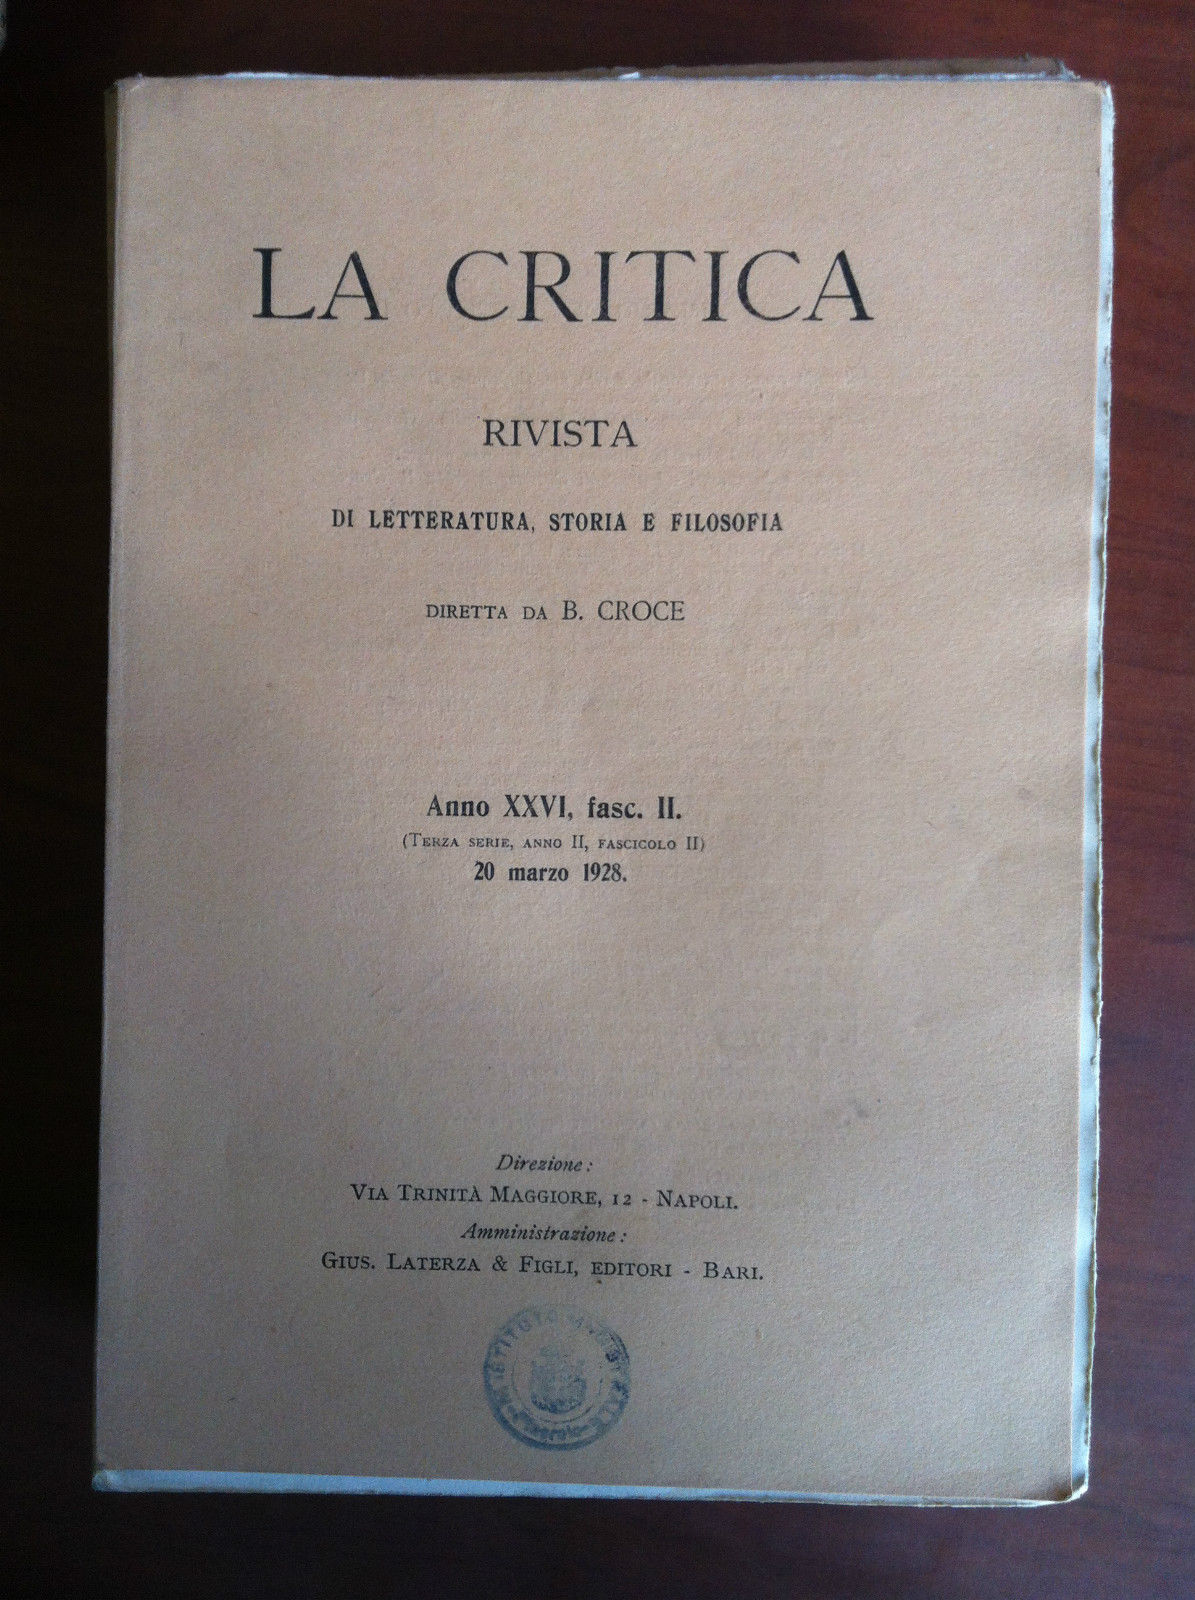 LA CRITICA
RIVISTA
DI LETTERATURA, STORIA E FILOSOFIA
DIRETTA DA B. CROCE
Anno XXVI, fasc. II.
(TERZA SERIE, ANNO II, FASCICOLO II)
20 marzo 1928.
Direzione:
VIA TRINITÀ MAGGIORE, 12 - NAPOLI.
Amministrazione:
GIUS. LATERZA & FIGLI, EDITORI - BARI.
ISTITUTO